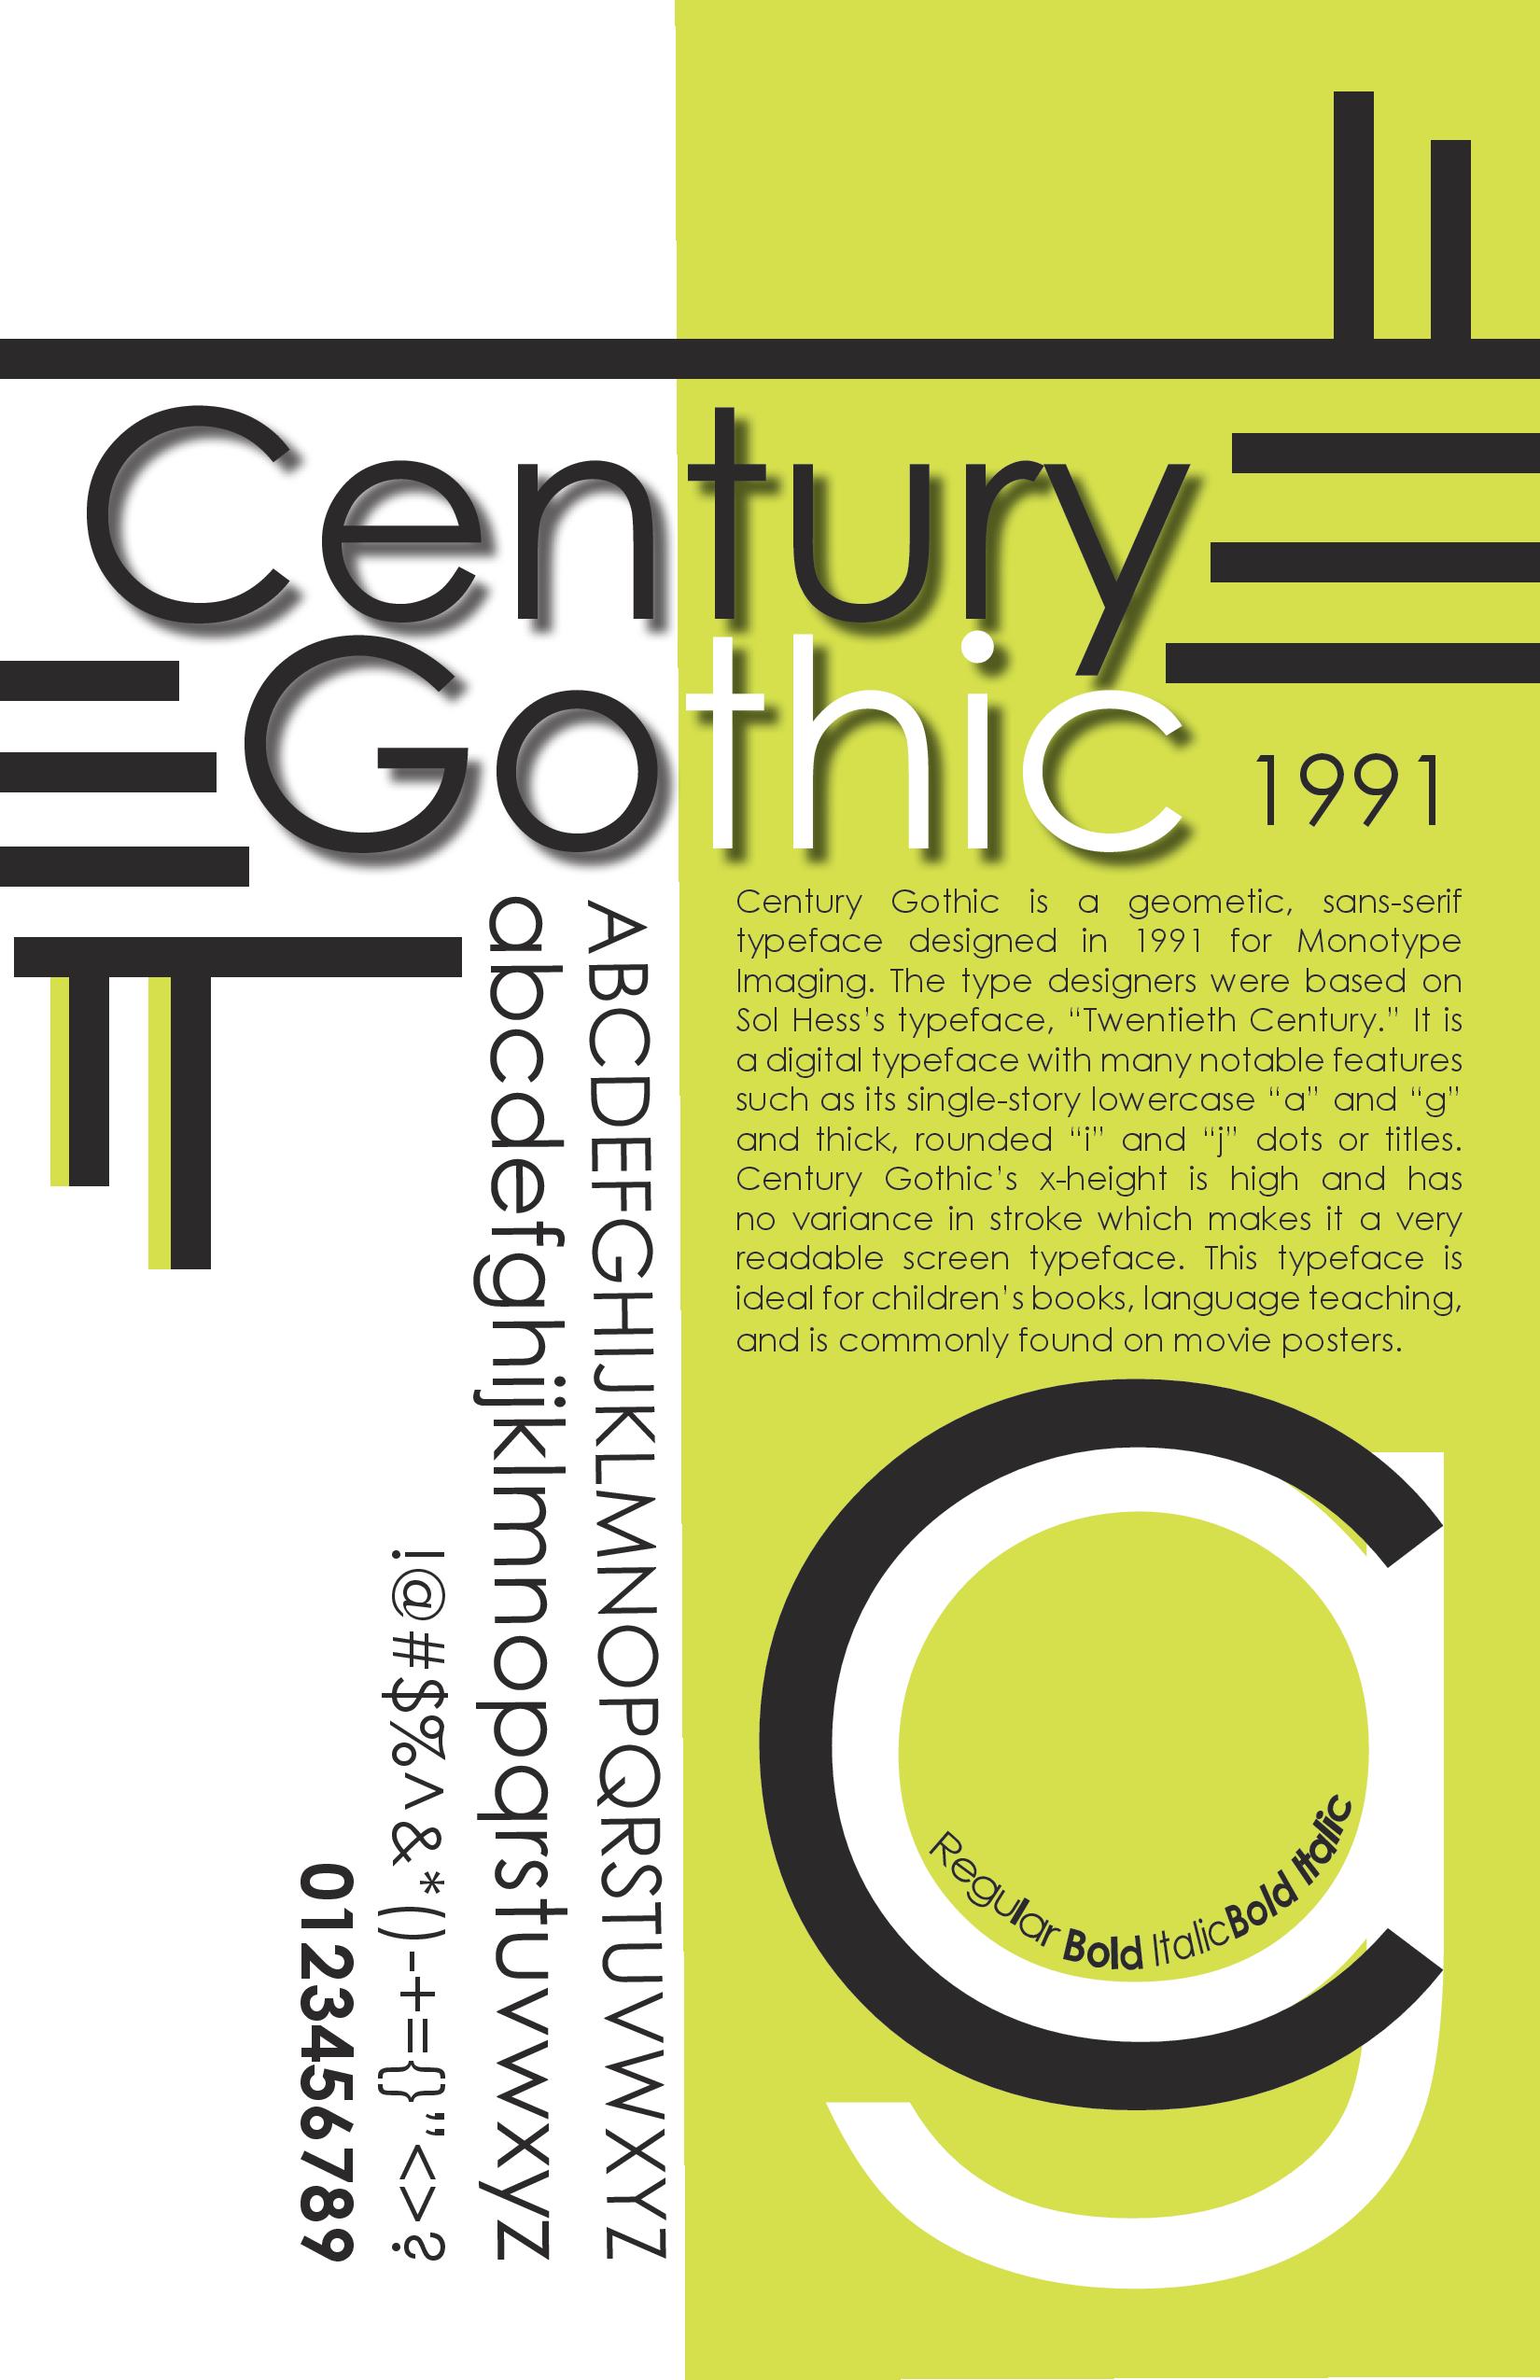 Century
Gothic
1991
Century Gothic is a geometic, sans-serif
typeface designed in 1991 for Monotype
Imaging. The type designers were based on
Sol Hess’s typeface, “Twentieth Century.” It is
a digital typeface with many notable features
such as its single-story lowercase “a” and “g”
and thick, rounded “i” and “j” dots or titles.
Century Gothic’s x-height is high and has
no variance in stroke which makes it a very
readable screen typeface. This typeface is
ideal for children’s books, language teaching,
and is commonly found on movie posters.
ABCDEFGHIJKLMNOPQRSTUVWXYZ
abcdefghijklmnopqrstuvwxyz
!@#$%^&*()-+={}”<>?
0123456789
g
C
Regular Bold Italic Bold Italic